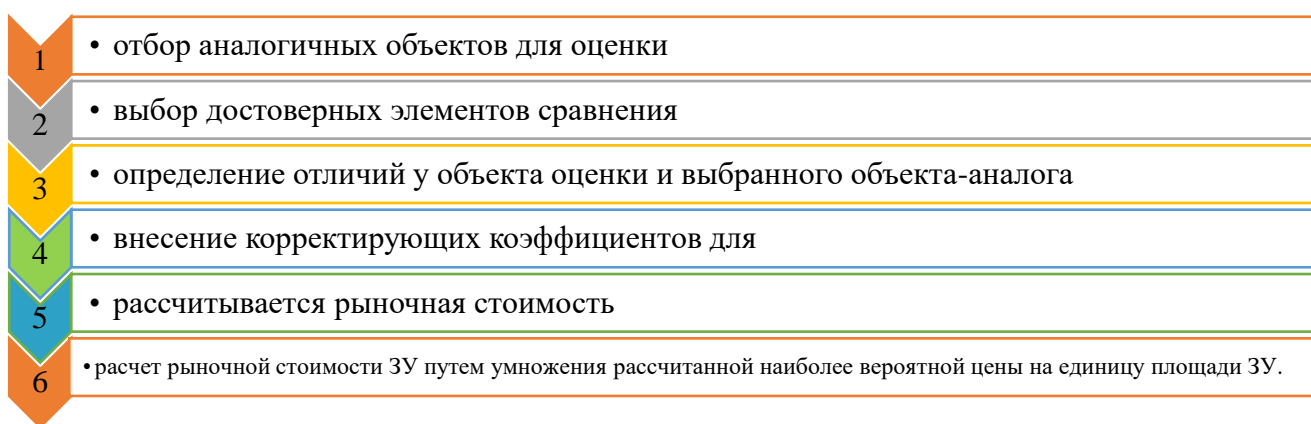 1 • отбор аналогичных объектов для оценки
2 • выбор достоверных элементов сравнения
3 • определение отличий у объекта оценки и выбранного объекта-аналога
4 • внесение корректирующих коэффициентов для
5 • рассчитывается рыночная стоимость
6 • расчет рыночной стоимости ЗУ путем умножения рассчитанной наиболее вероятной цены на единицу площади ЗУ.